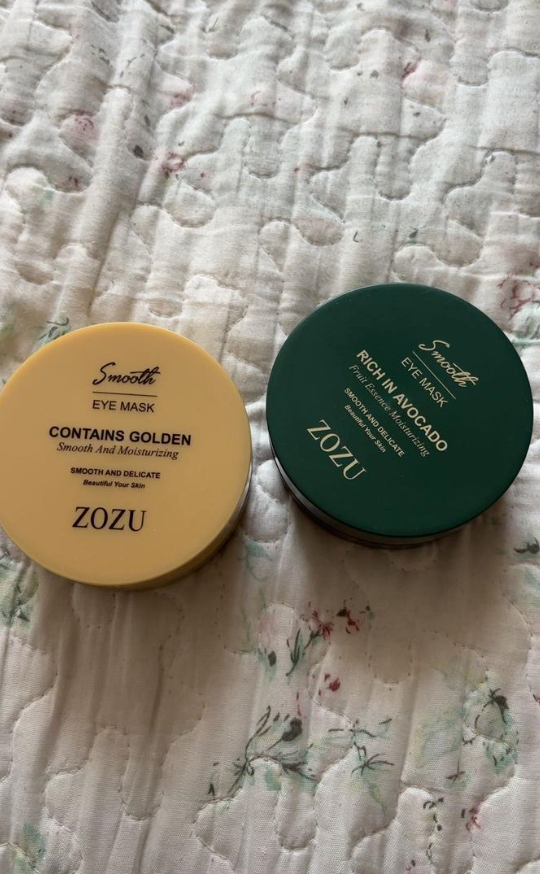 Smooth
EYE MASK
CONTAINS GOLDEN
Smooth And Moisturizing
SMOOTH AND DELICATE
Beautiful Your Skin
ZOZU
Smooth
EYE MASK
RICH IN AVOCADO
Fruit Essence Moisturizing
SMOOTH AND DELICATE
Beautiful Your Skin
ZOZU